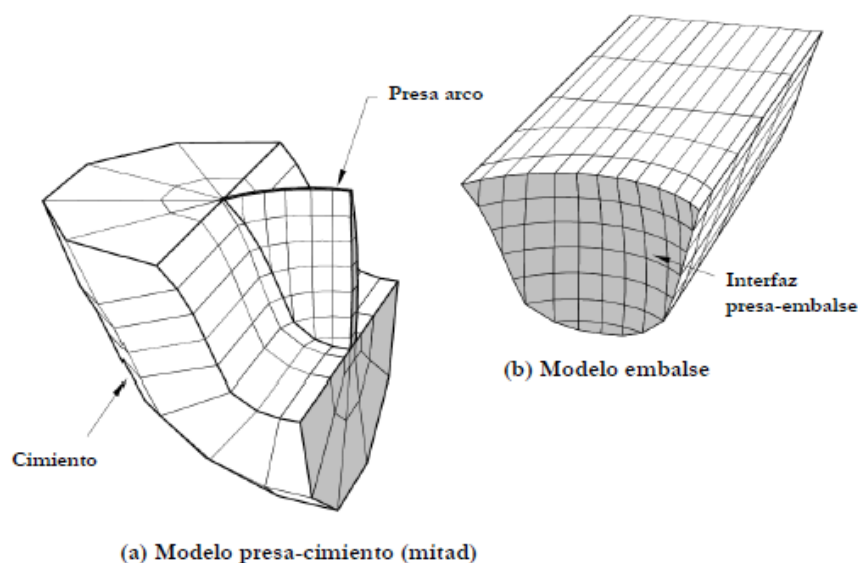 Presa arco
Interfaz
presa-embalse
(b) Modelo embalse
Cimiento
(a) Modelo presa-cimiento (mitad)